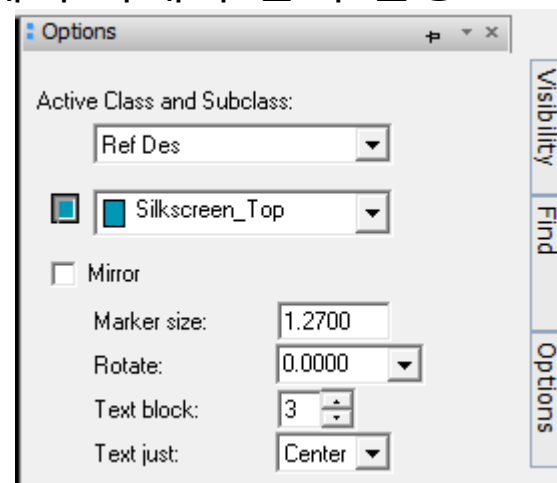 Options
Active Class and Subclass:
Ref Des
Silkscreen_Top
Mirror
Marker size: 1.2700
Rotate: 0.0000
Text block: 3
Text just: Center
Visibility
Find
Options